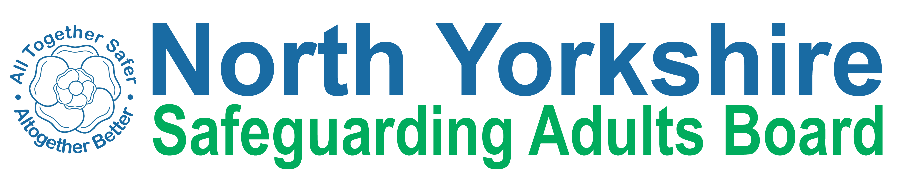 All Together Safer
• Altogether Better •
North Yorkshire
Safeguarding Adults Board